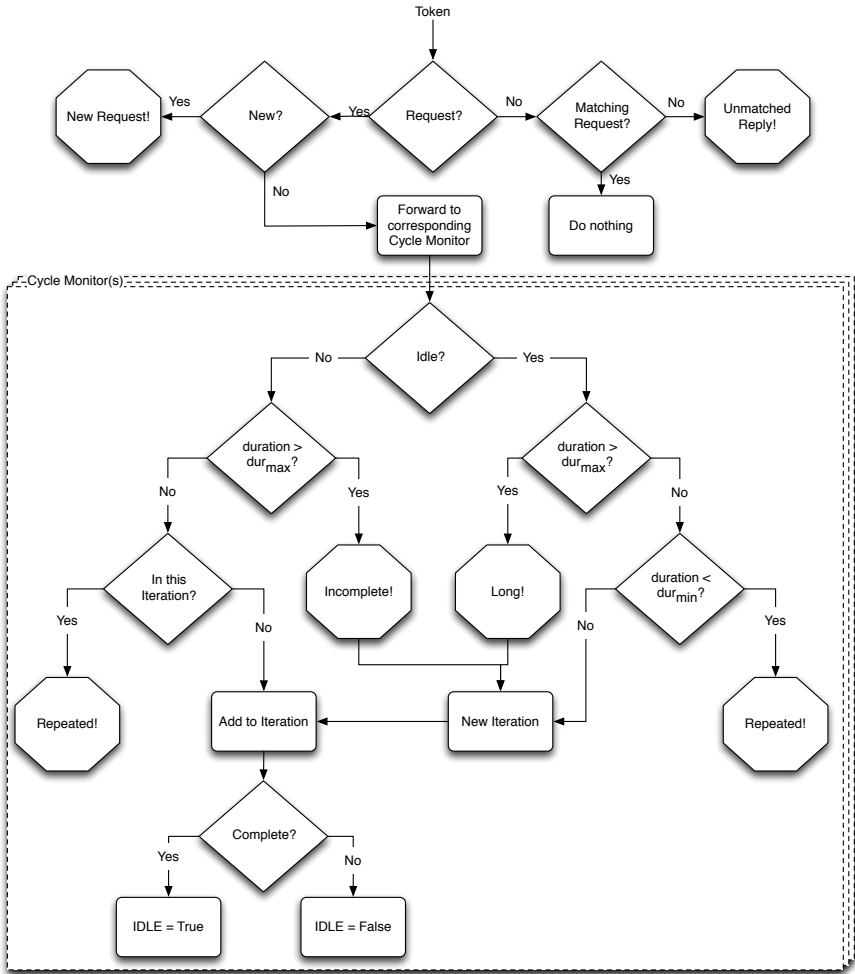 Token
New Request!
Yes
New?
Yes
Request?
No
Matching
Request?
No
Unmatched
Reply!
No
Forward to
corresponding
Cycle Monitor
Yes
Do nothing
Cycle Monitor(s)
No
Idle?
Yes
duration >
durmax?
duration >
durmax?
No
Yes
Yes
No
In this
Iteration?
Incomplete!
Long!
duration <
durmin?
Yes
No
No
Yes
Repeated!
Add to Iteration
New Iteration
Repeated!
Complete?
Yes
No
IDLE = True
IDLE = False